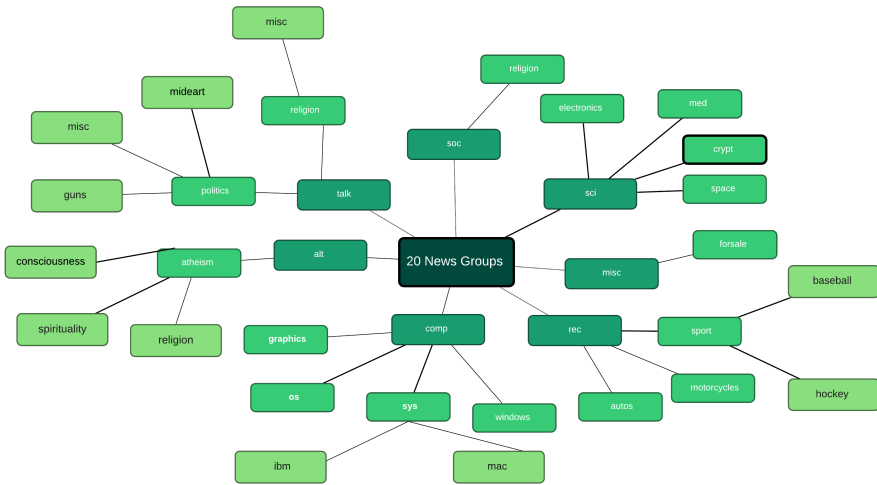 misc
religion
mideart
electronics
med
religion
misc
soc
crypt
politics
talk
sci
space
guns
forsale
consciousness
atheism
alt
20 News Groups
misc
baseball
spirituality
religion
graphics
comp
rec
sport
os
sys
windows
autos
motorcycles
hockey
ibm
mac